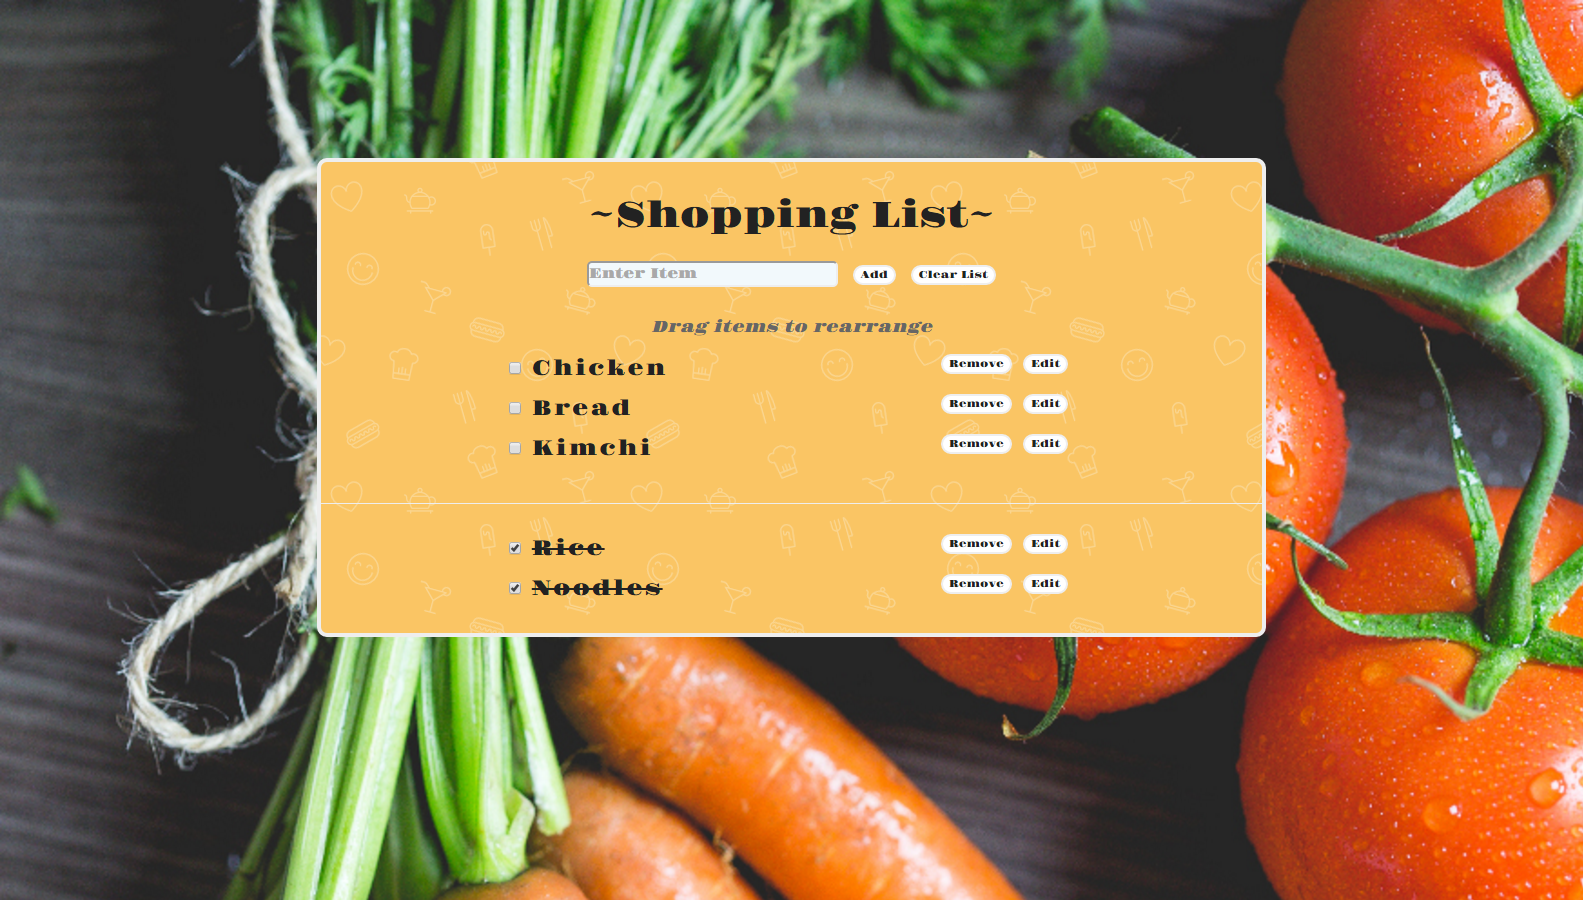 ~Shopping List~
Enter Item Add Clear List
Drag items to rearrange
Chicken Remove Edit
Bread Remove Edit
Kimchi Remove Edit
Rice Remove Edit
Noodles Remove Edit